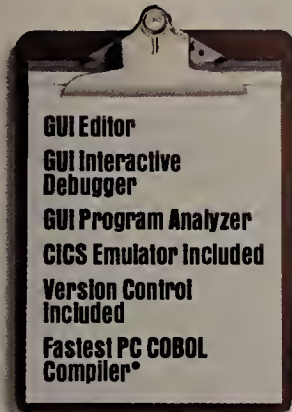 GUI Editor
GUI Interactive
Debugger
GUI Program Analyzer
CICS Emulator Included
Version Control
Included
Fastest PC COBOL
Compiler*